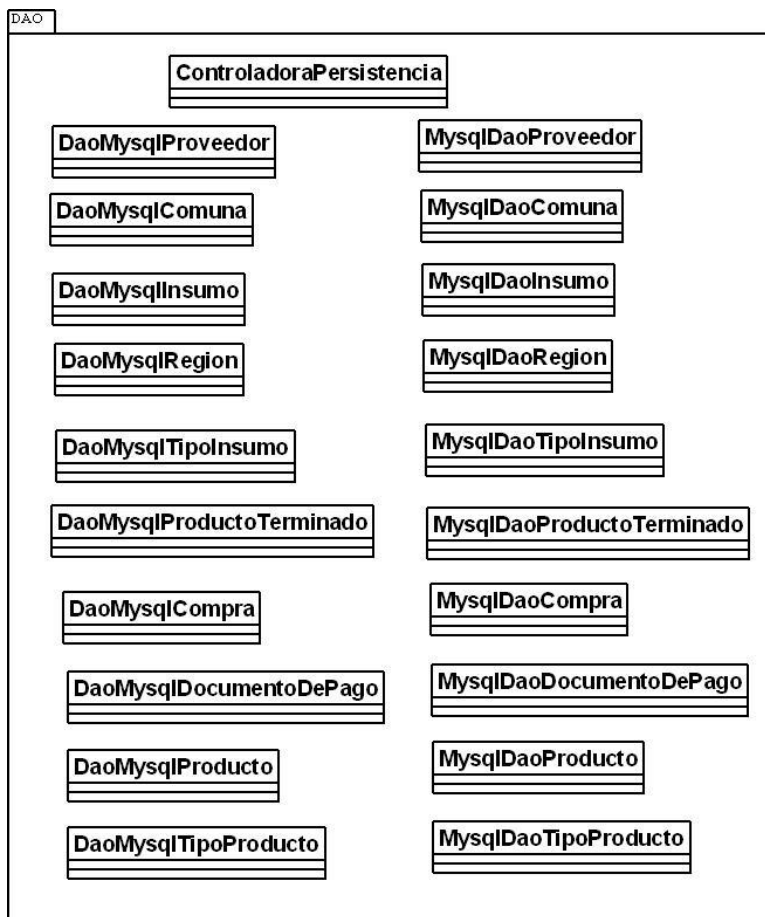 DAO
ControladoraPersistencia
DaoMysqlProveedor
MysqlDaoProveedor
DaoMysqlComuna
MysqlDaoComuna
DaoMysqlInsumo
MysqlDaoInsumo
DaoMysqlRegion
MysqlDaoRegion
DaoMysqlTipoInsumo
MysqlDaoTipoInsumo
DaoMysqlProductoTerminado
MysqlDaoProductoTerminado
DaoMysqlCompra
MysqlDaoCompra
DaoMysqlDocumentoDePago
MysqlDaoDocumentoDePago
DaoMysqlProducto
MysqlDaoProducto
DaoMysqlTipoProducto
MysqlDaoTipoProducto